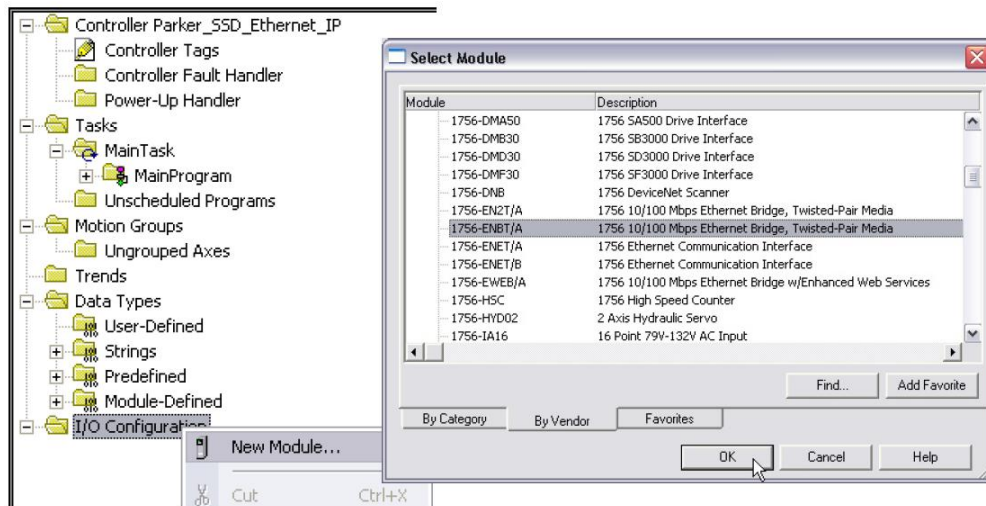 Controller Parker_SSD_Ethernet_IP
Controller Tags
Controller Fault Handler
Power-Up Handler
Tasks
MainTask
MainProgram
Unscheduled Programs
Motion Groups
Ungrouped Axes
Trends
Data Types
User-Defined
Strings
Predefined
Module-Defined
I/O Configuration
New Module...
Cut Ctrl+X
Select Module
Module Description
1756-DMA50 1756 SA500 Drive Interface
1756-DMB30 1756 SB3000 Drive Interface
1756-DMD30 1756 SD3000 Drive Interface
1756-DMF30 1756 SF3000 Drive Interface
1756-DNB 1756 DeviceNet Scanner
1756-EN2T/A 1756 10/100 Mbps Ethernet Bridge, Twisted-Pair Media
1756-ENBT/A 1756 10/100 Mbps Ethernet Bridge, Twisted-Pair Media
1756-ENET/A 1756 Ethernet Communication Interface
1756-ENET/B 1756 Ethernet Communication Interface
1756-EWEB/A 1756 10/100 Mbps Ethernet Bridge w/Enhanced Web Services
1756-HSC 1756 High Speed Counter
1756-HYD02 2 Axis Hydraulic Servo
1756-IA16 16 Point 79V-132V AC Input
Find... Add Favorite
By Category By Vendor Favorites
OK Cancel Help